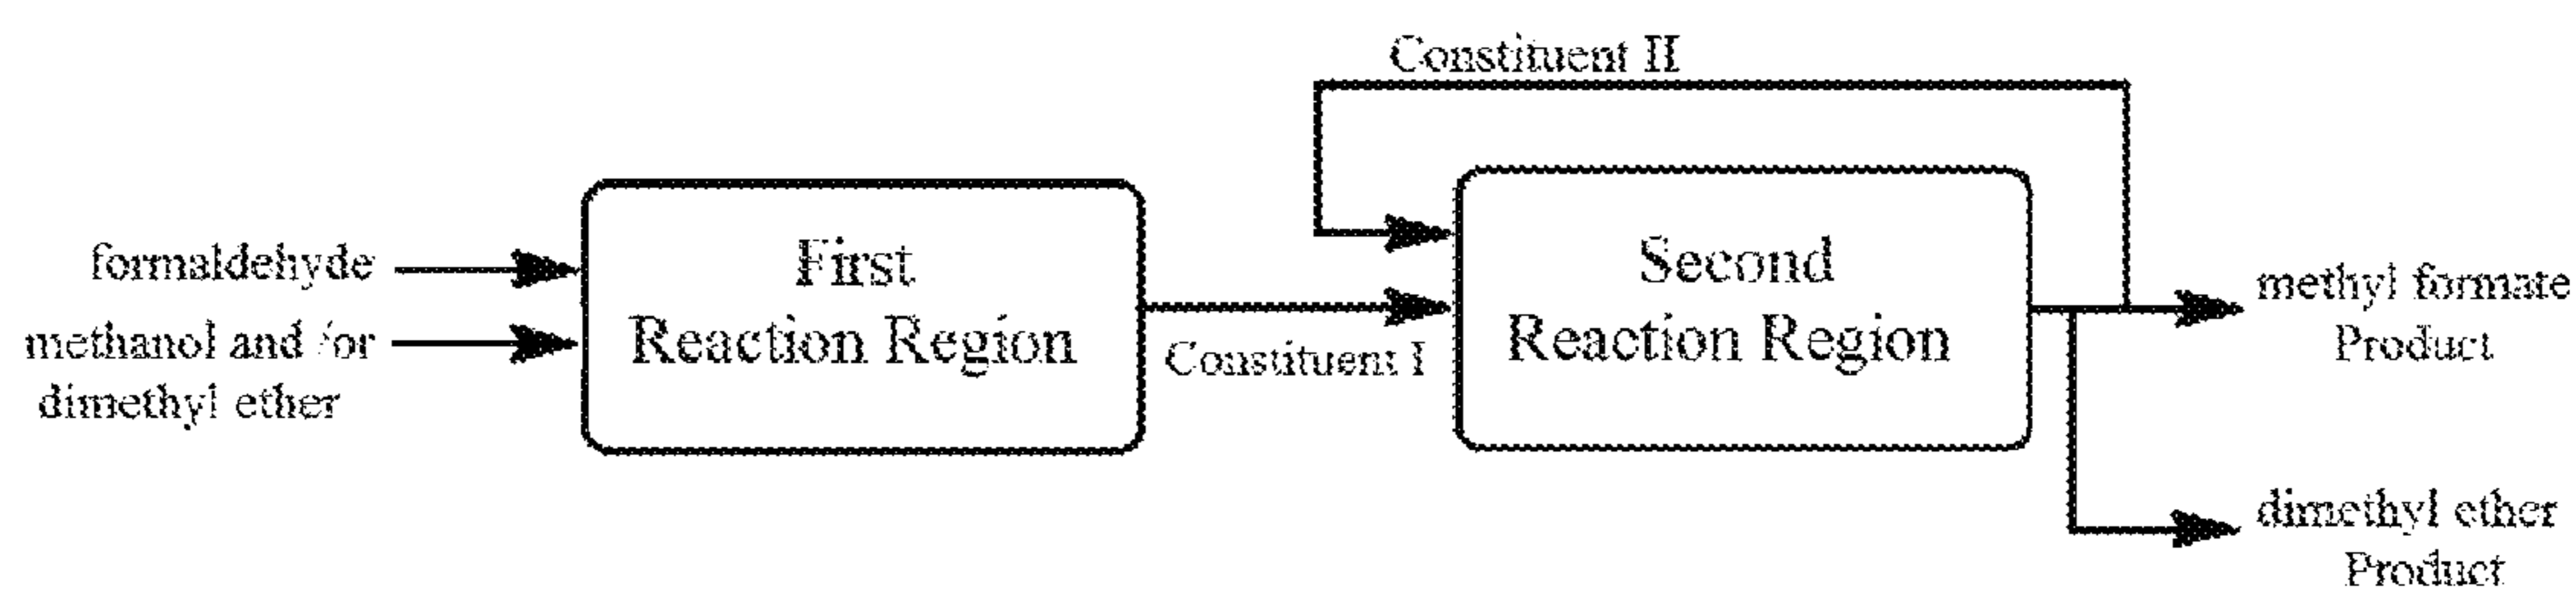 Constituent II
formaldehyde
methanol and /or
dimethyl ether
First
Reaction Region
Constituent I
Second
Reaction Region
methyl formate
Product
dimethyl ether
Product